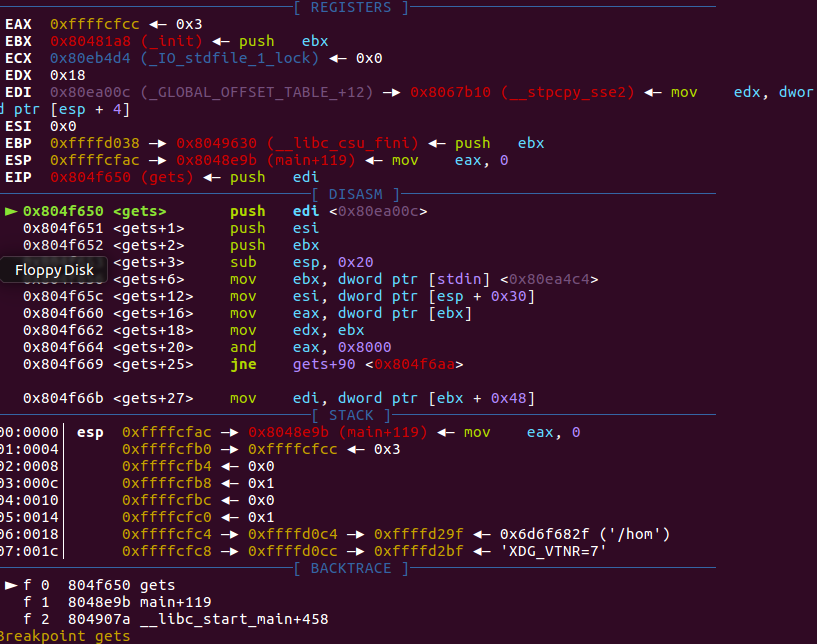 [ REGISTERS ]
EAX 0xffffcfcc ◂— 0x3
EBX 0x80481a8 (_init) ◂— push ebx
ECX 0x80eb4d4 (_IO_stdfile_1_lock) ◂— 0x0
EDX 0x18
EDI 0x80ea00c (_GLOBAL_OFFSET_TABLE_+12) —▸ 0x8067b10 (__stpcpy_sse2) ◂— mov edx, dwor
d ptr [esp + 4]
ESI 0x0
EBP 0xffffd038 —▸ 0x8049630 (__libc_csu_fini) ◂— push ebx
ESP 0xffffcfac —▸ 0x8048e9b (main+119) ◂— mov eax, 0
EIP 0x804f650 (gets) ◂— push edi
[ DISASM ]
► 0x804f650 <gets> push edi <0x80ea00c>
0x804f651 <gets+1> push esi
0x804f652 <gets+2> push ebx
<gets+3> sub esp, 0x20
Floppy Disk
<gets+6> mov ebx, dword ptr [stdin] <0x80ea4c4>
0x804f65c <gets+12> mov esi, dword ptr [esp + 0x30]
0x804f660 <gets+16> mov eax, dword ptr [ebx]
0x804f662 <gets+18> mov edx, ebx
0x804f664 <gets+20> and eax, 0x8000
0x804f669 <gets+25> jne gets+90 <0x804f6aa>
0x804f66b <gets+27> mov edi, dword ptr [ebx + 0x48]
[ STACK ]
00:0000│ esp 0xffffcfac —▸ 0x8048e9b (main+119) ◂— mov eax, 0
01:0004│ 0xffffcfb0 —▸ 0xffffcfcc ◂— 0x3
02:0008│ 0xffffcfb4 ◂— 0x0
03:000c│ 0xffffcfb8 ◂— 0x1
04:0010│ 0xffffcfbc ◂— 0x0
05:0014│ 0xffffcfc0 ◂— 0x1
06:0018│ 0xffffcfc4 —▸ 0xffffd0c4 —▸ 0xffffd29f ◂— 0x6d6f682f ('/hom')
07:001c│ 0xffffcfc8 —▸ 0xffffd0cc —▸ 0xffffd2bf ◂— 'XDG_VTNR=7'
[ BACKTRACE ]
► f 0 804f650 gets
f 1 8048e9b main+119
f 2 804907a __libc_start_main+458
Breakpoint gets